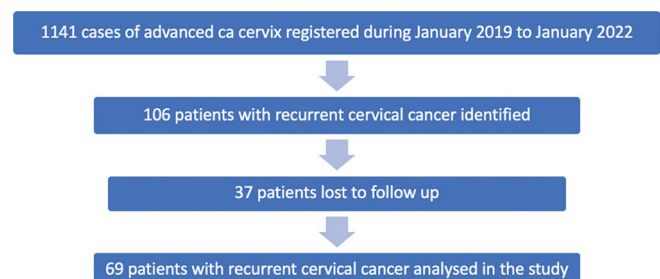 1141 cases of advanced ca cervix registered during January 2019 to January 2022
106 patients with recurrent cervical cancer identified
37 patients lost to follow up
69 patients with recurrent cervical cancer analysed in the study